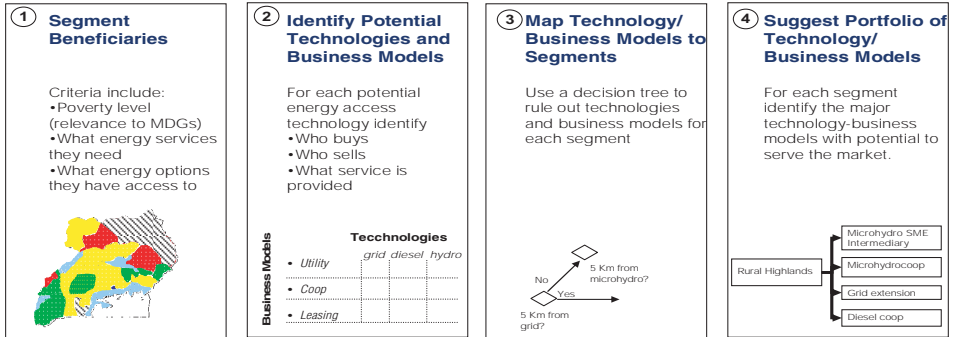 1
Segment
Beneficiaries
Criteria include:
•Poverty level
(relevance to MDGs)
•What energy services
they need
•What energy options
they have access to
2
Identify Potential
Technologies and
Business Models
For each potential
energy access
technology identify
•Who buys
•Who sells
•What service is
provided
Tecchnologies
grid diesel hydro
Business Models
• Utility
• Coop
• Leasing
3
Map Technology/
Business Models to
Segments
Use a decision tree to
rule out technologies
and business models for
each segment
No
5 Km from
microhydro?
Yes
5 Km from
grid?
4
Suggest Portfolio of
Technology/
Business Models
For each segment
identify the major
technology-business
models with potential to
serve the market.
Rural Highlands
Microhydro SME
Intermediary
Microhydrocoop
Grid extension
Diesel coop